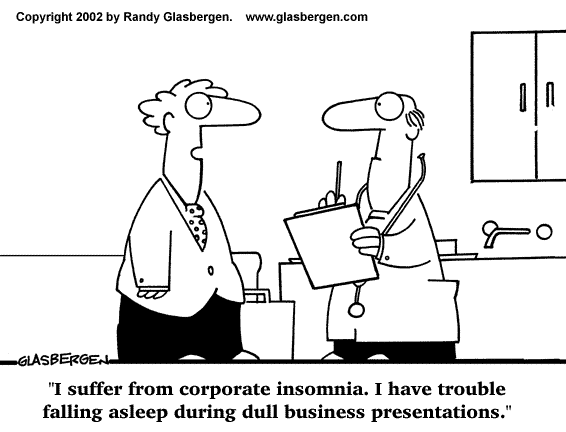 Copyright 2002 by Randy Glasbergen.   www.glasbergen.com
GLASBERGEN
"I suffer from corporate insomnia. I have trouble
falling asleep during dull business presentations."